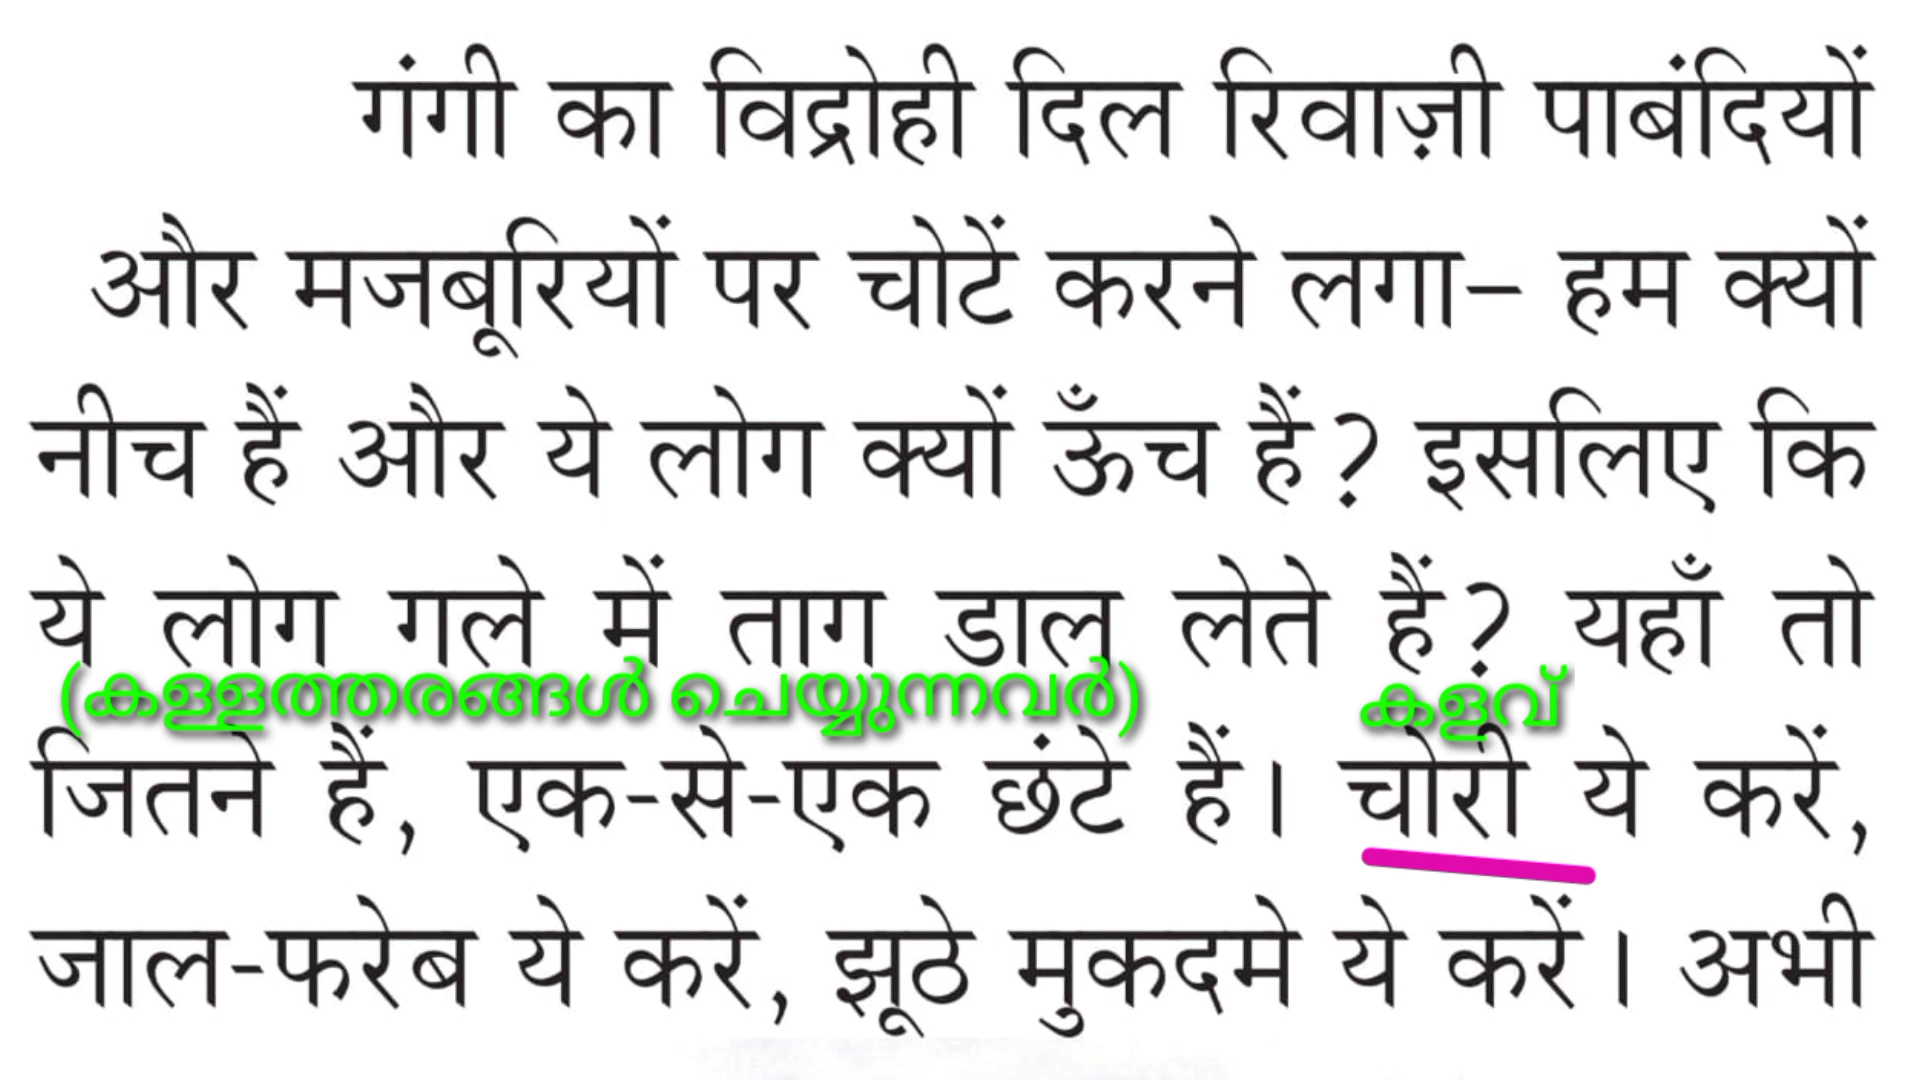 गंगी का विद्रोही दिल रिवाज़ी पाबंदियों
और मजबूरियों पर चोटें करने लगा– हम क्यों
नीच हैं और ये लोग क्यों ऊँच हैं? इसलिए कि
ये लोग गले में ताग डाल लेते हैं? यहाँ तो
(കള്ളത്തരങ്ങൾ ചെയ്യുന്നവർ) കളവ്
जितने हैं, एक-से-एक छंटे हैं। चोरी ये करें,
जाल-फरेब ये करें, झूठे मुकदमे ये करें। अभी